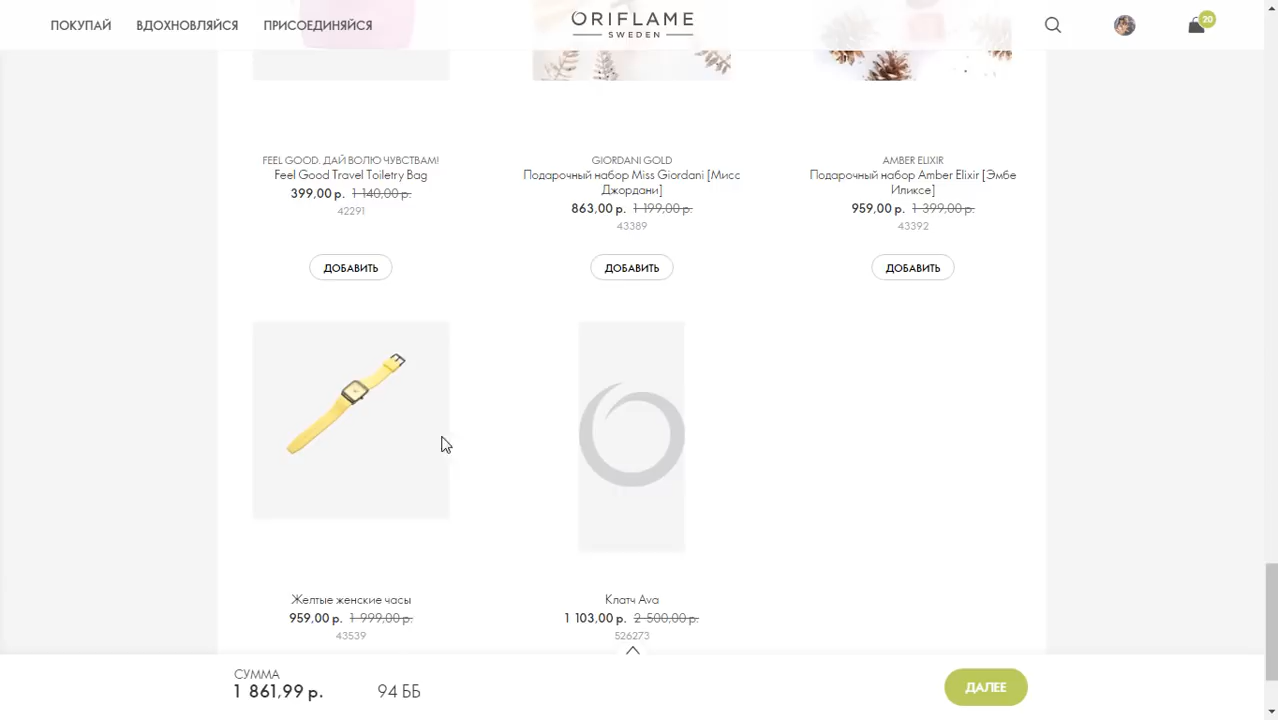 ПОКУПАЙ ВДОХНОВЛЯЙСЯ ПРИСОЕДИНЯЙСЯ
ORIFLAME
SWEDEN
20
FEEL GOOD. ДАЙ ВОЛЮ ЧУВСТВАМ!
Feel Good Travel Toiletry Bag
399,00 р. 1 140,00 р.
42291
ДОБАВИТЬ
GIORDANI GOLD
Подарочный набор Miss Giordani [Мисс
Джордани]
863,00 р. 1 199,00 р.
43389
ДОБАВИТЬ
AMBER ELIXIR
Подарочный набор Amber Elixir [Эмбе
Иликсе]
959,00 р. 1 399,00 р.
43392
ДОБАВИТЬ
Желтые женские часы
959,00 р. 1 999,00 р.
43539
Клатч Ava
1 103,00 р. 2 500,00 р.
526273
СУММА
1 861,99 р. 94 ББ
ДАЛЕЕ